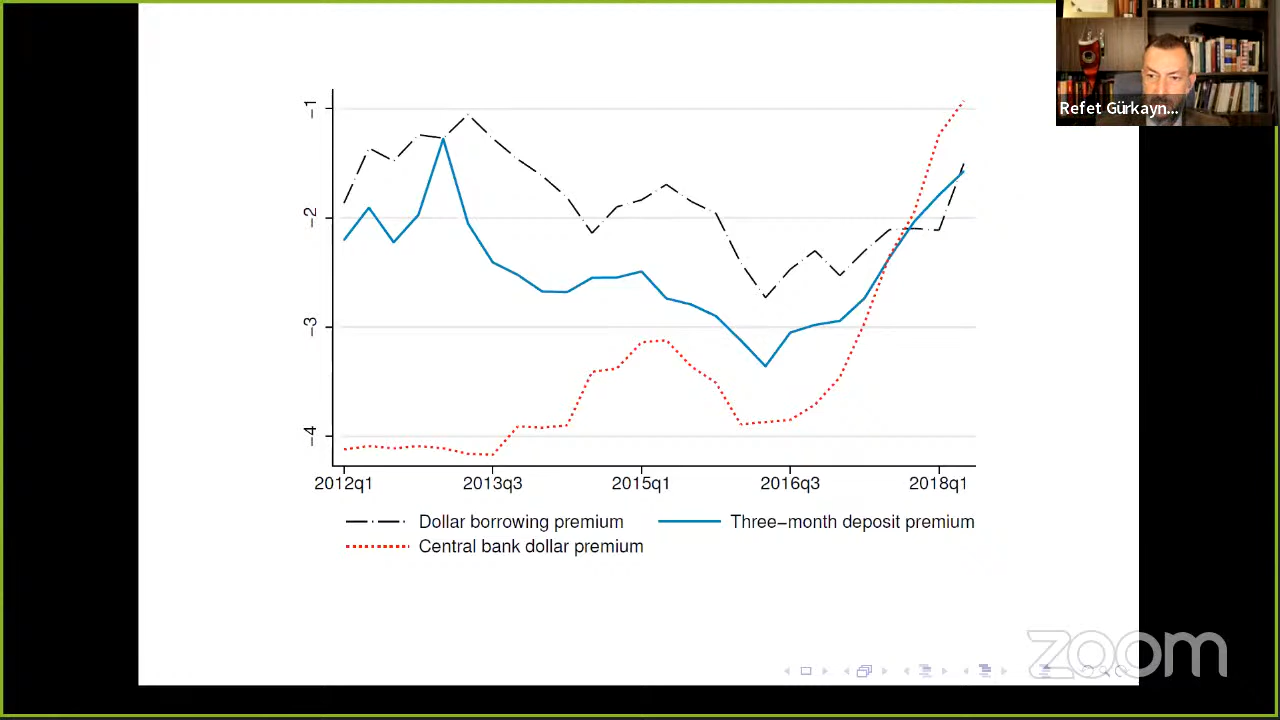 Refet Gürkayn...
−1
−2
−3
−4
2012q1 2013q3 2015q1 2016q3 2018q1
Dollar borrowing premium Three−month deposit premium
Central bank dollar premium
zoom